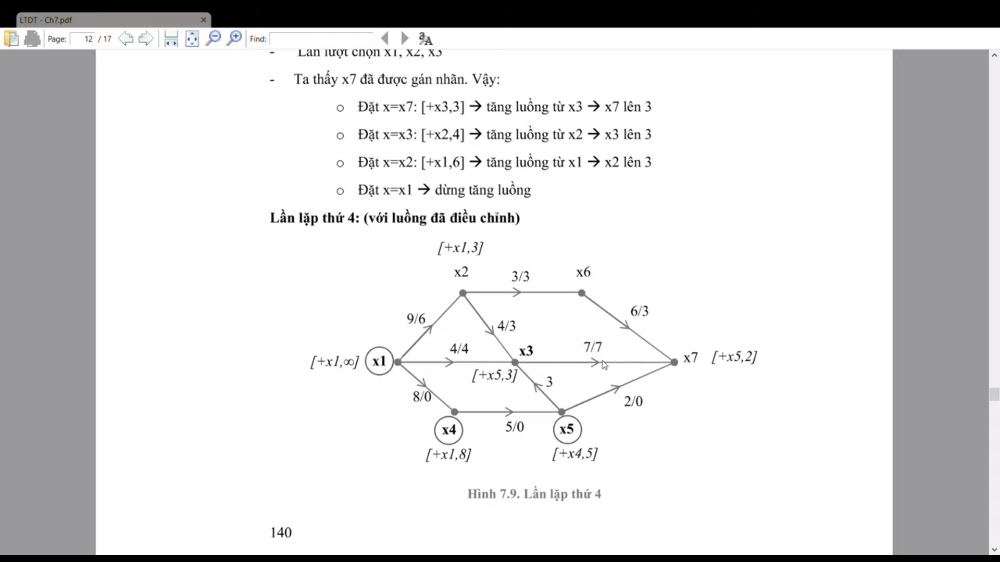 LTDT - Ch7.pdf
Page: 12 / 17 Find:
- Lần lượt chọn x1, x2, x3
- Ta thấy x7 đã được gán nhãn. Vậy:
o Đặt x=x7: [+x3,3] → tăng luồng từ x3 → x7 lên 3
o Đặt x=x3: [+x2,4] → tăng luồng từ x2 → x3 lên 3
o Đặt x=x2: [+x1,6] → tăng luồng từ x1 → x2 lên 3
o Đặt x=x1 → dừng tăng luồng
Lần lặp thứ 4: (với luồng đã điều chỉnh)
[+x1,3]
x2 3/3 x6
9/6 4/3 6/3
4/4 x3 7/7
[+x1,∞] x1 x7 [+x5,2]
[+x5,3] 3
8/0 2/0
x4 5/0 x5
[+x1,8] [+x4,5]
Hình 7.9. Lần lặp thứ 4
140